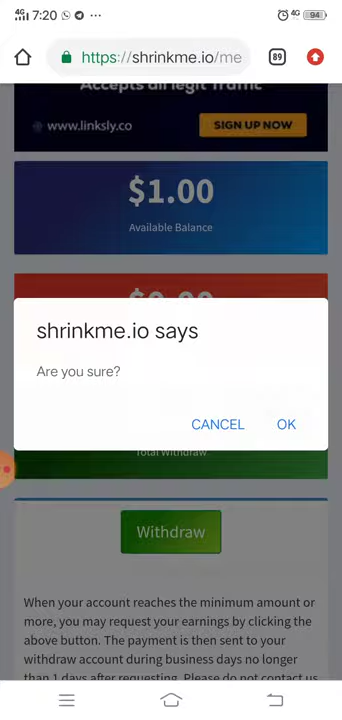 4G 7:20 4G 94
https://shrinkme.io/me 89
Accepts all legit Traffic
www.linksly.co SIGN UP NOW
$1.00
Available Balance
shrinkme.io says
Are you sure?
CANCEL OK
Total Withdraw
Withdraw
When your account reaches the minimum amount or
more, you may request your earnings by clicking the
above button. The payment is then sent to your
withdraw account during business days no longer
than 1 days after requesting. Please do not contact us